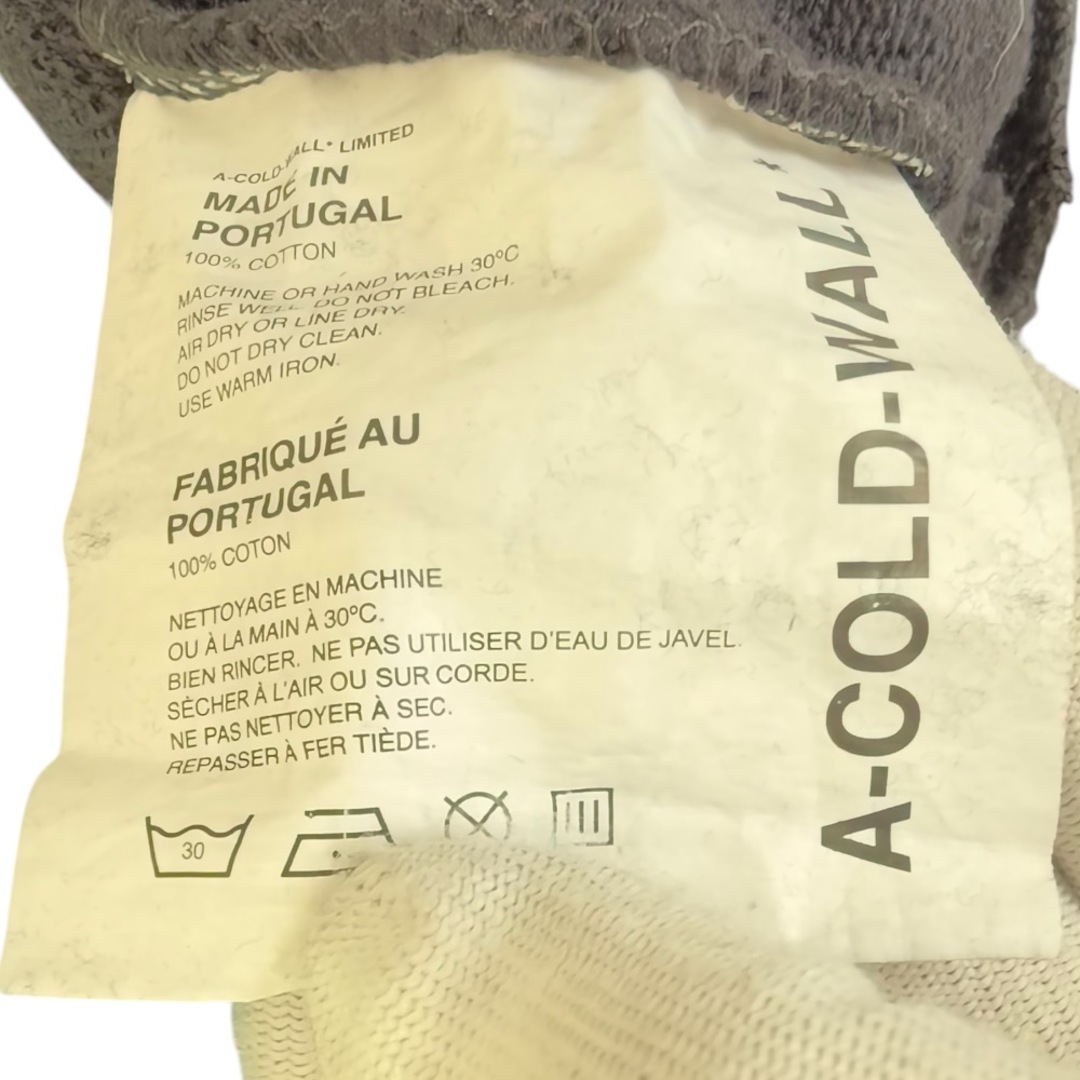 A-COLD-WALL* LIMITED
MADE IN
PORTUGAL
100% COTTON
MACHINE OR HAND WASH 30ºC
RINSE WELL DO NOT BLEACH.
AIR DRY OR LINE DRY.
DO NOT DRY CLEAN.
USE WARM IRON.
FABRIQUÉ AU
PORTUGAL
100% COTON
NETTOYAGE EN MACHINE
OU À LA MAIN À 30ºC.
BIEN RINCER. NE PAS UTILISER D'EAU DE JAVEL.
SÈCHER À L'AIR OU SUR CORDE.
NE PAS NETTOYER À SEC.
REPASSER À FER TIÈDE.
30
A-COLD-WALL*